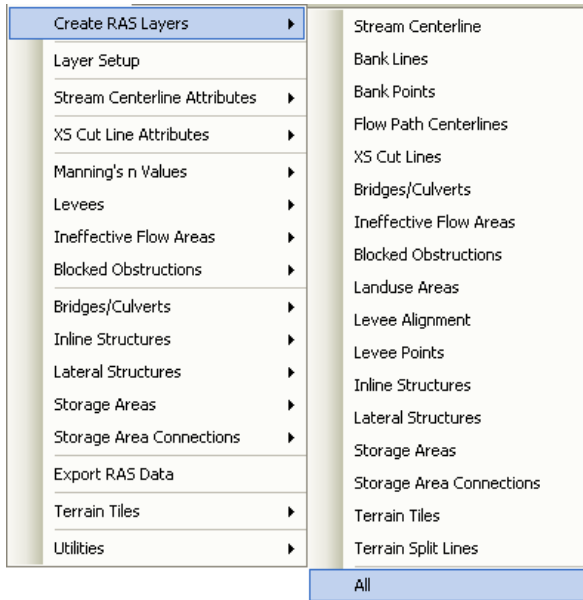 Create RAS Layers
Layer Setup
Stream Centerline Attributes
XS Cut Line Attributes
Manning's n Values
Levees
Ineffective Flow Areas
Blocked Obstructions
Bridges/Culverts
Inline Structures
Lateral Structures
Storage Areas
Storage Area Connections
Export RAS Data
Terrain Tiles
Utilities
Stream Centerline
Bank Lines
Bank Points
Flow Path Centerlines
XS Cut Lines
Bridges/Culverts
Ineffective Flow Areas
Blocked Obstructions
Landuse Areas
Levee Alignment
Levee Points
Inline Structures
Lateral Structures
Storage Areas
Storage Area Connections
Terrain Tiles
Terrain Split Lines
All